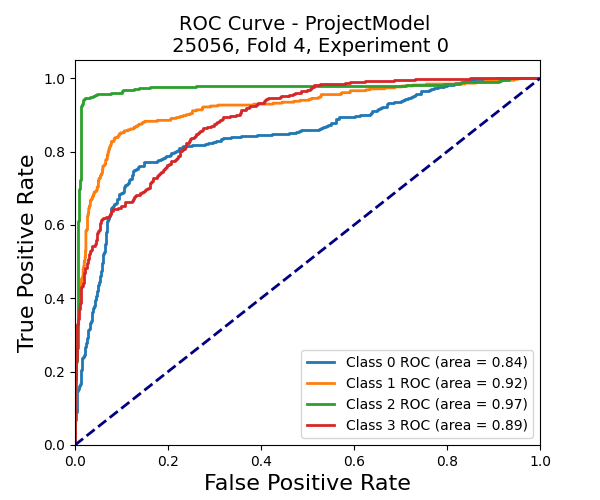 ROC Curve - ProjectModel
25056, Fold 4, Experiment 0
True Positive Rate
1.0
0.8
0.6
0.4
0.2
0.0
Class 0 ROC (area = 0.84)
Class 1 ROC (area = 0.92)
Class 2 ROC (area = 0.97)
Class 3 ROC (area = 0.89)
0.0 0.2 0.4 0.6 0.8 1.0
False Positive Rate